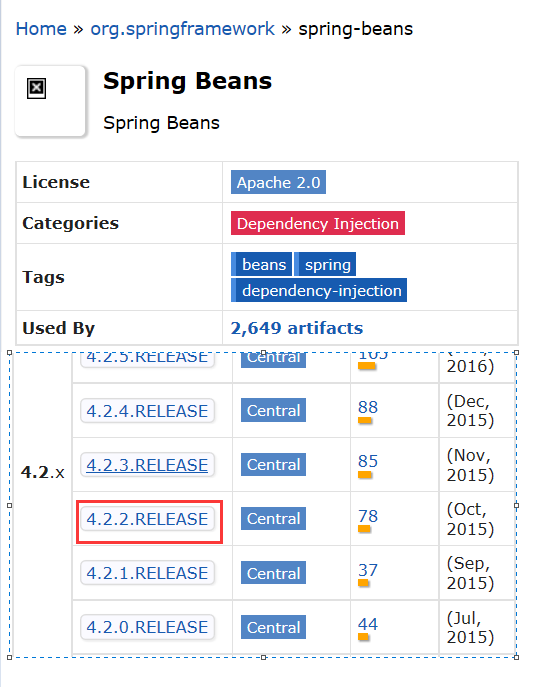 Home » org.springframework » spring-beans
Spring Beans
Spring Beans
License Apache 2.0
Categories Dependency Injection
Tags beans spring
dependency-injection
Used By 2,649 artifacts
4.2.5.RELEASE Central 2016)
4.2.4.RELEASE Central 88 (Dec,
2015)
4.2.3.RELEASE Central 85 (Nov,
2015)
4.2.x
4.2.2.RELEASE Central 78 (Oct,
2015)
4.2.1.RELEASE Central 37 (Sep,
2015)
4.2.0.RELEASE Central 44 (Jul,
2015)